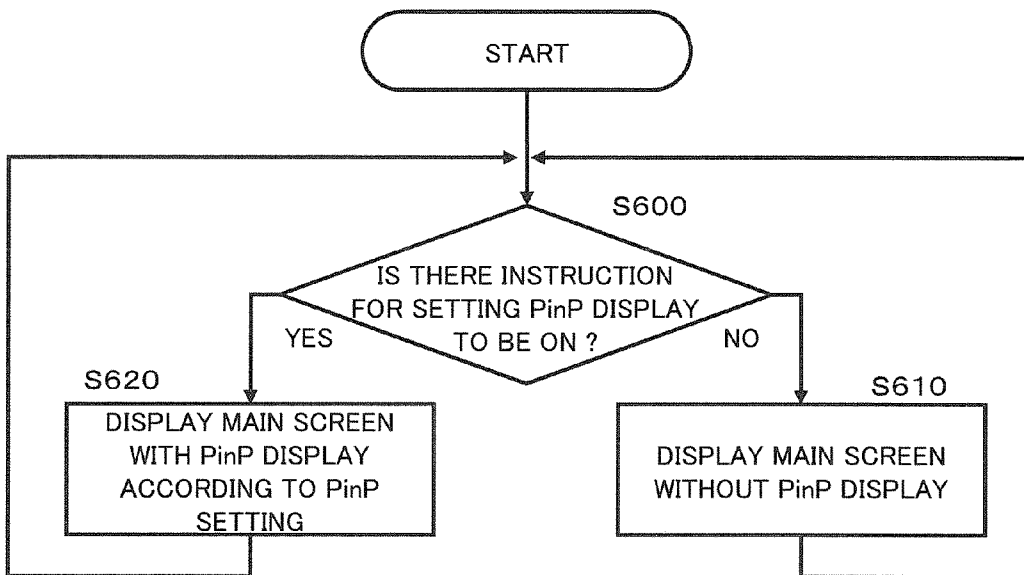 START
S600
IS THERE INSTRUCTION
FOR SETTING PinP DISPLAY
TO BE ON ?
YES
NO
S620
DISPLAY MAIN SCREEN
WITH PinP DISPLAY
ACCORDING TO PinP
SETTING
S610
DISPLAY MAIN SCREEN
WITHOUT PinP DISPLAY